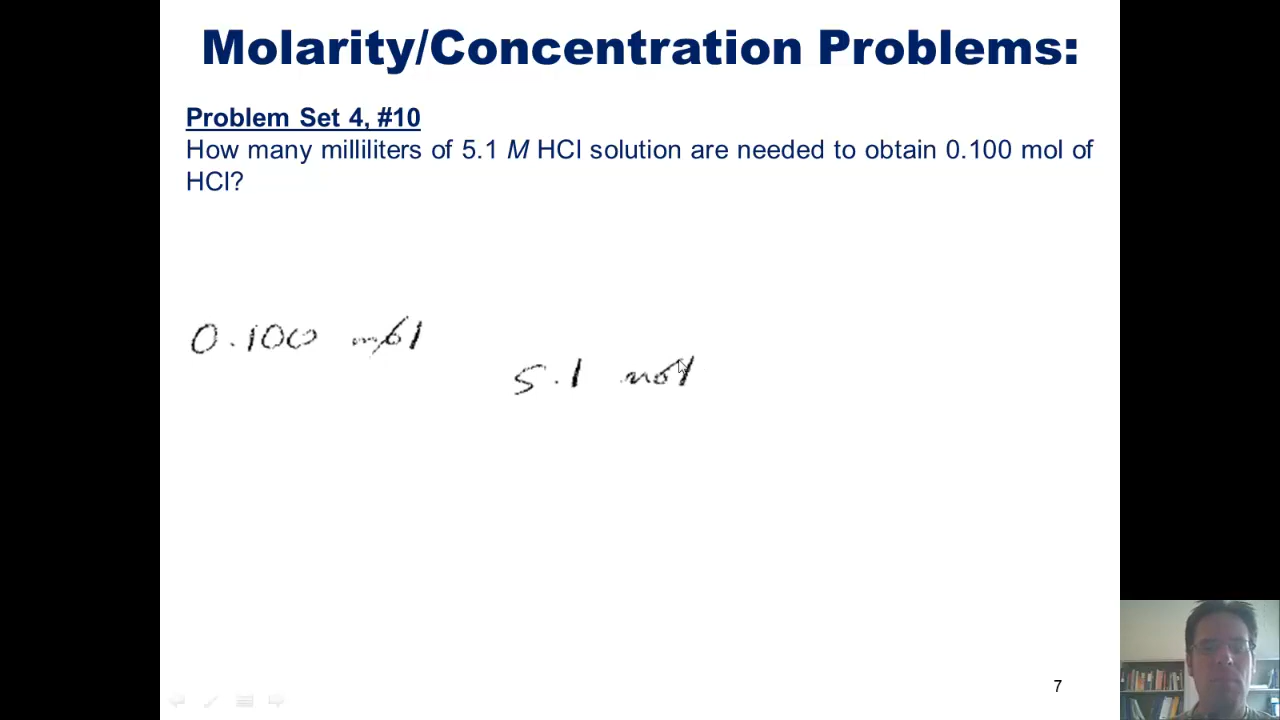 Molarity/Concentration Problems:
Problem Set 4, #10
How many milliliters of 5.1 M HCl solution are needed to obtain 0.100 mol of
HCl?
0.100 mol
5.1 mol
7